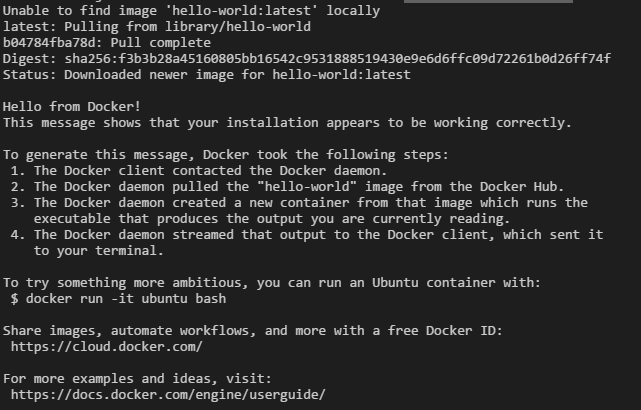 Unable to find image 'hello-world:latest' locally
latest: Pulling from library/hello-world
b04784fba78d: Pull complete
Digest: sha256:f3b3b28a45160805bb16542c9531888519430e9e6d6ffc09d72261b0d26ff74f
Status: Downloaded newer image for hello-world:latest

Hello from Docker!
This message shows that your installation appears to be working correctly.

To generate this message, Docker took the following steps:
 1. The Docker client contacted the Docker daemon.
 2. The Docker daemon pulled the "hello-world" image from the Docker Hub.
 3. The Docker daemon created a new container from that image which runs the
    executable that produces the output you are currently reading.
 4. The Docker daemon streamed that output to the Docker client, which sent it
    to your terminal.

To try something more ambitious, you can run an Ubuntu container with:
 $ docker run -it ubuntu bash

Share images, automate workflows, and more with a free Docker ID:
 https://cloud.docker.com/

For more examples and ideas, visit:
 https://docs.docker.com/engine/userguide/